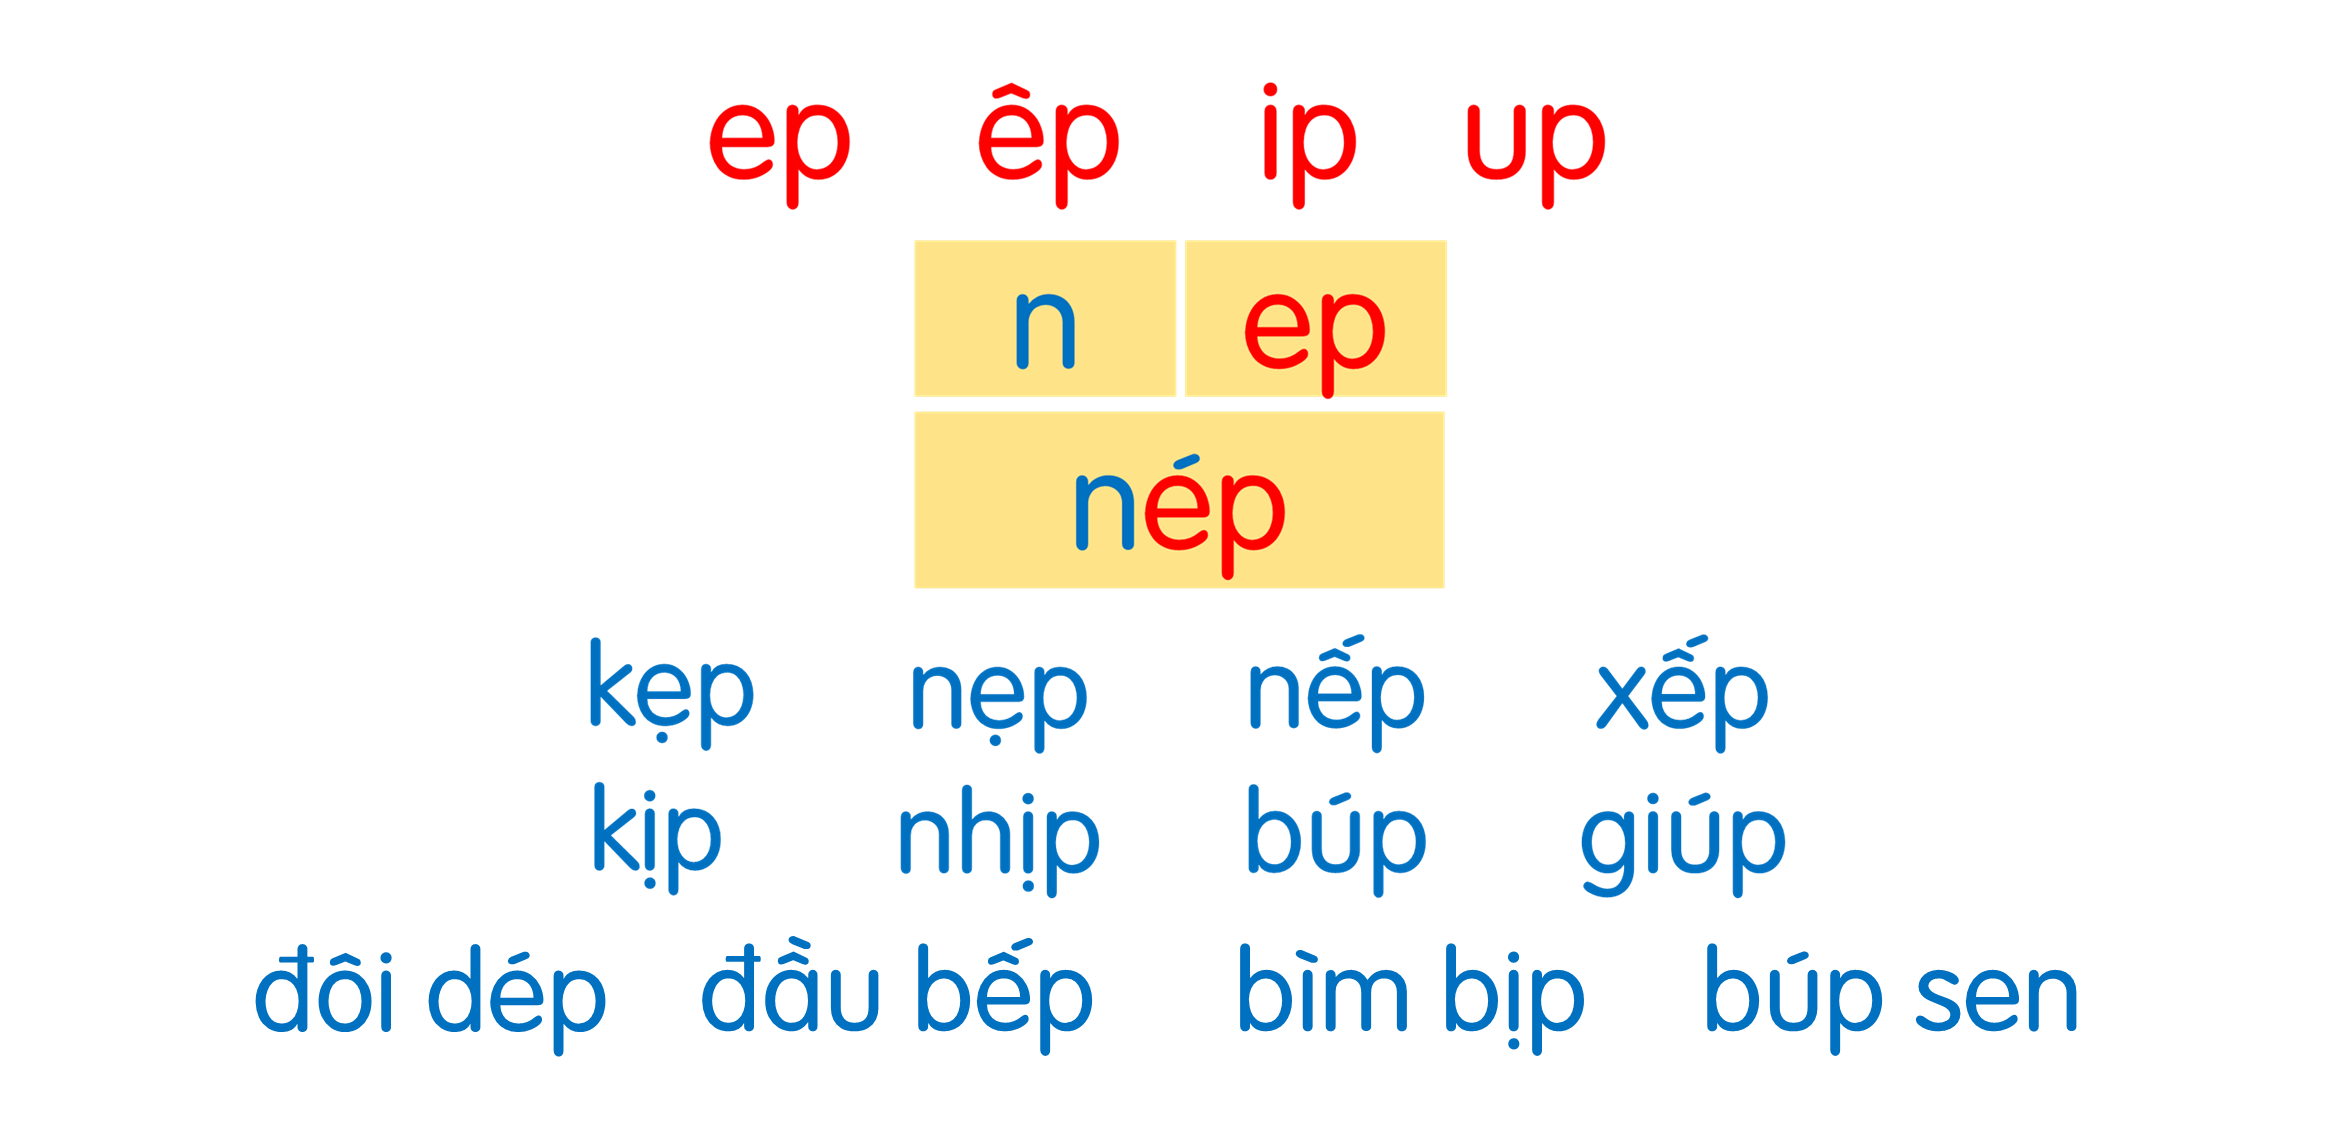 ep êp ip up
n ep
nép
kẹp nẹp nếp xếp
kịp nhịp búp giúp
đôi dép đầu bếp bìm bịp búp sen